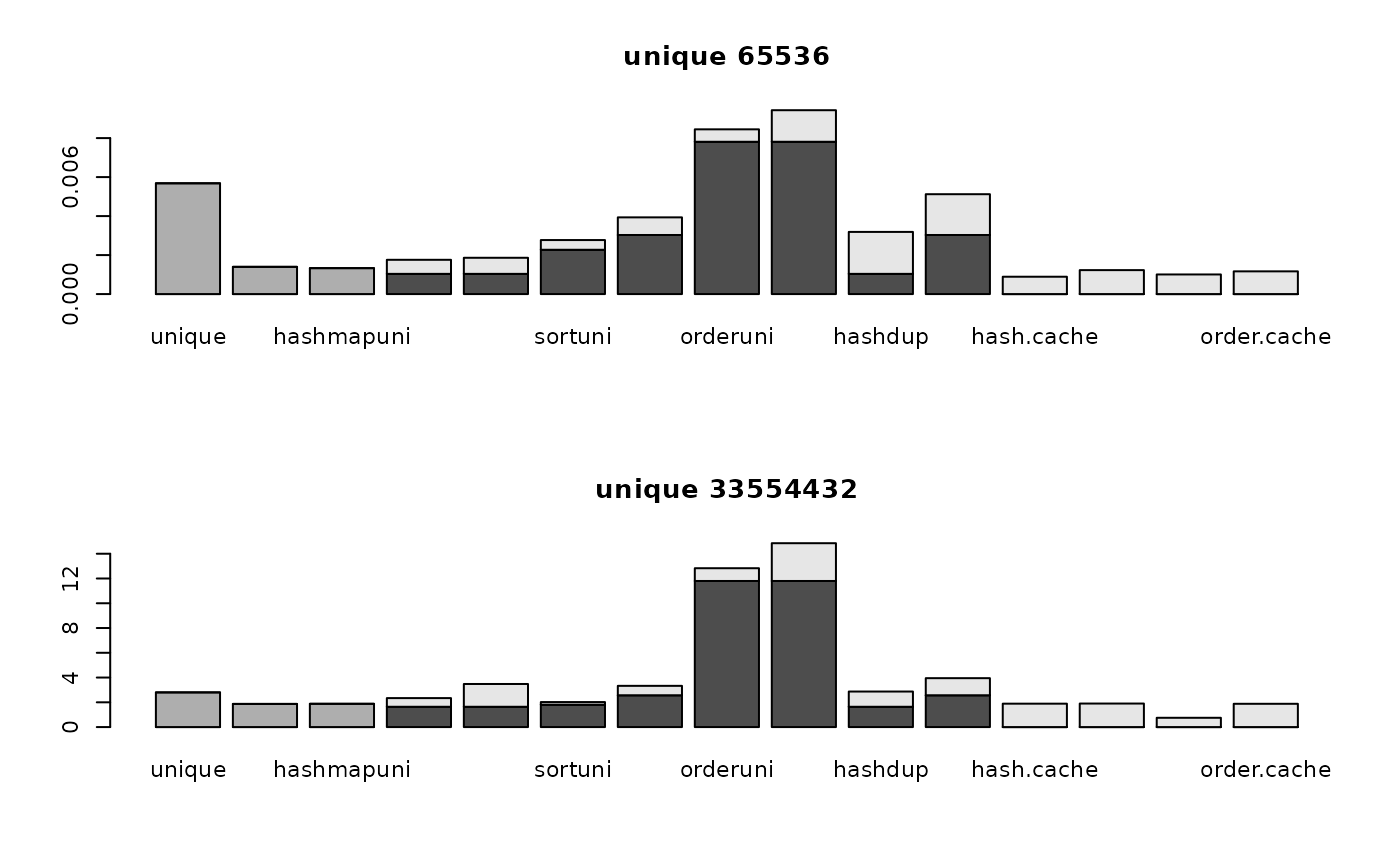 unique 65536
0.006
0.000
unique hashmapuni sortuni orderuni hashdup hash.cache order.cache
unique 33554432
12
8
4
0
unique hashmapuni sortuni orderuni hashdup hash.cache order.cache